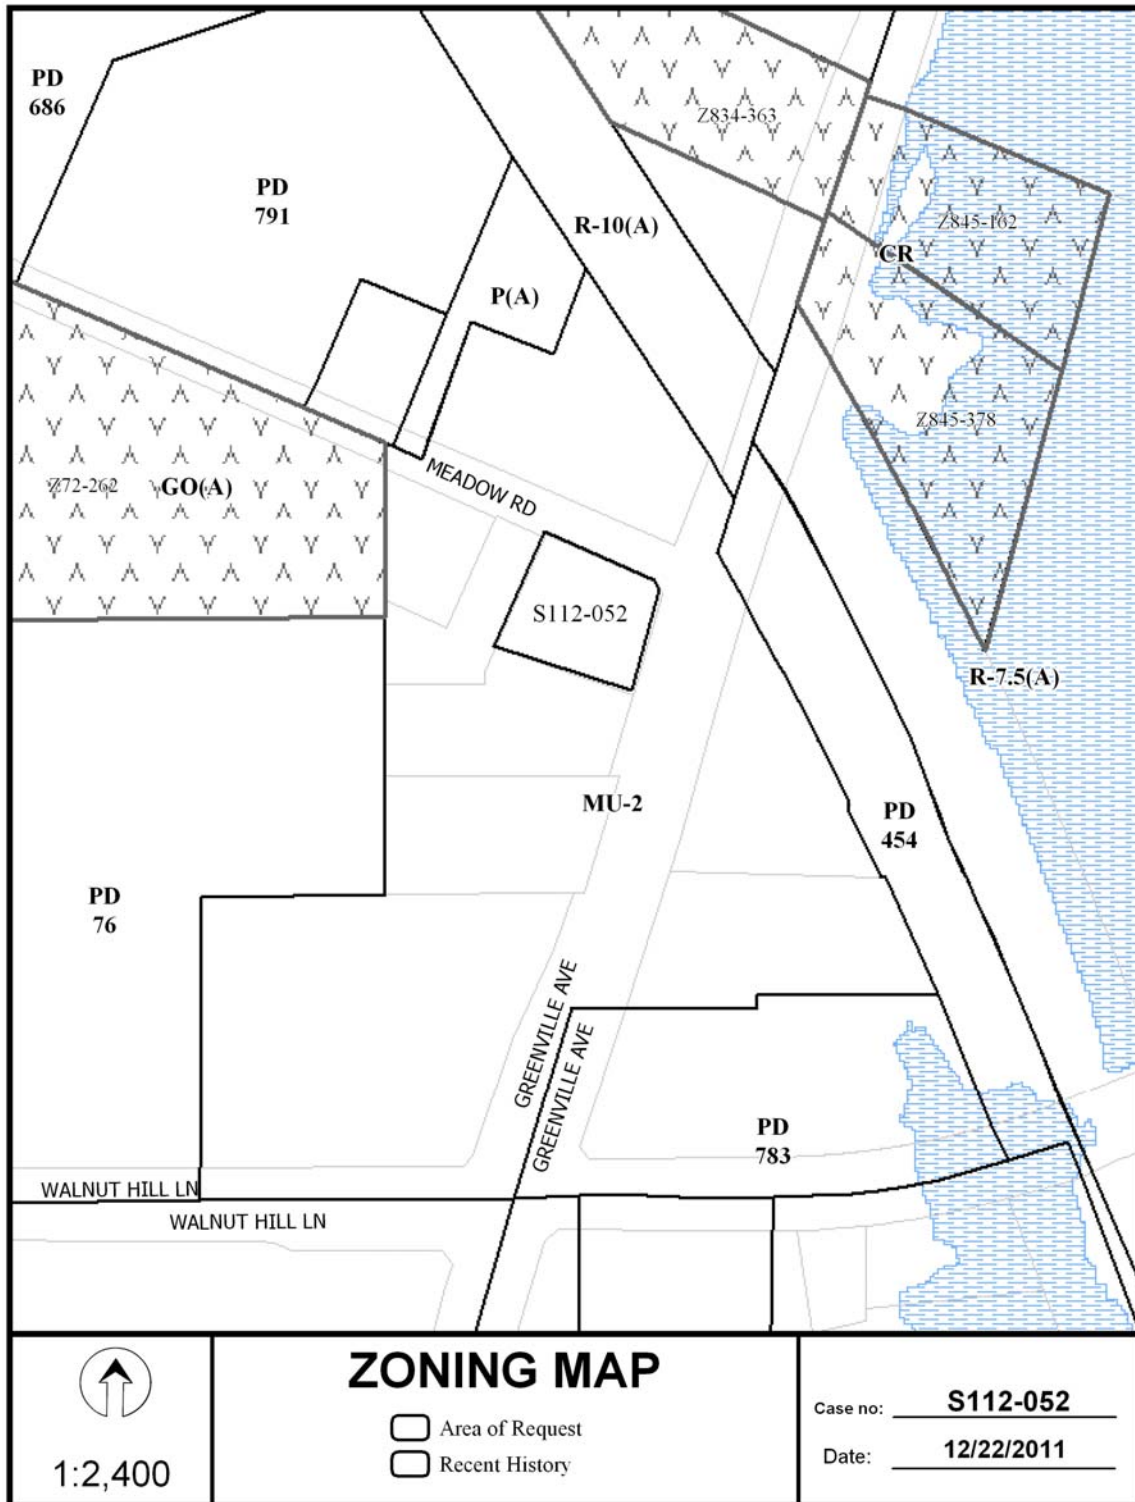 PD
686
Z834-363
PD
791
R-10(A)
Z845-162
CR
P(A)
Z845-378
MEADOW RD
Z72-262
GO(A)
S112-052
R-7.5(A)
MU-2
PD
454
PD
76
GREENVILLE AVE
GREENVILLE AVE
PD
783
WALNUT HILL LN
WALNUT HILL LN
1:2,400
ZONING MAP
Area of Request
Recent History
Case no: S112-052
Date: 12/22/2011